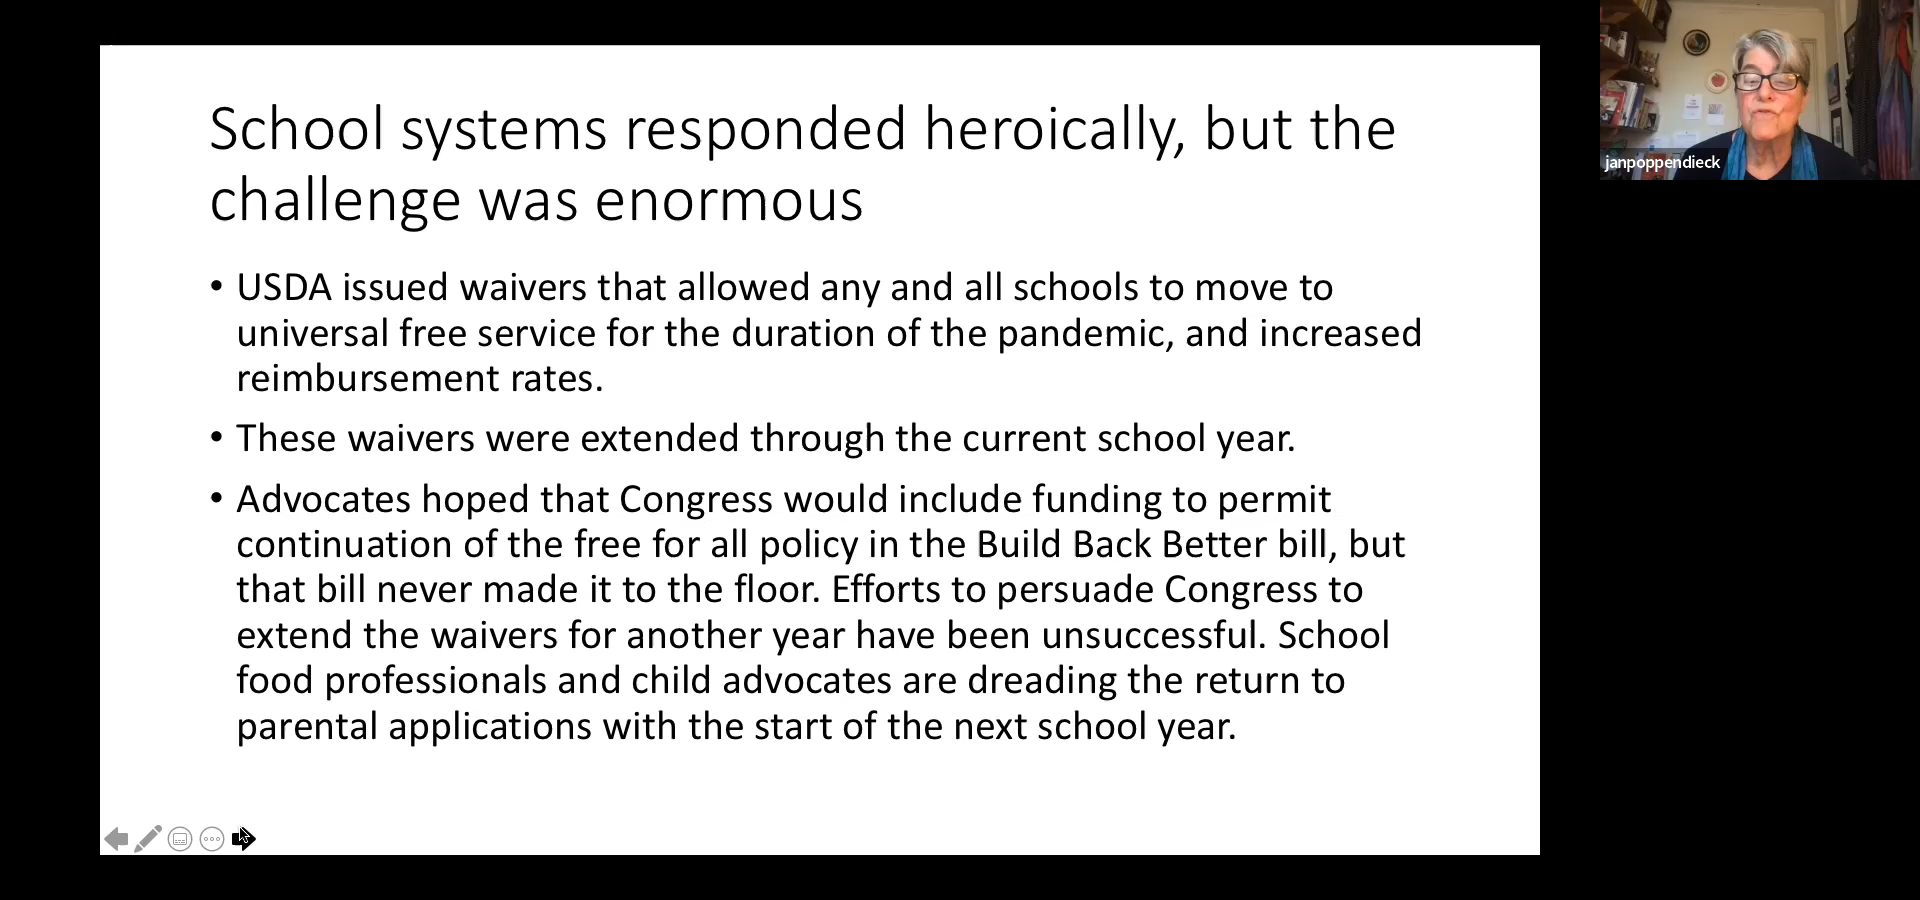 School systems responded heroically, but the
challenge was enormous
• USDA issued waivers that allowed any and all schools to move to
universal free service for the duration of the pandemic, and increased
reimbursement rates.
• These waivers were extended through the current school year.
• Advocates hoped that Congress would include funding to permit
continuation of the free for all policy in the Build Back Better bill, but
that bill never made it to the floor. Efforts to persuade Congress to
extend the waivers for another year have been unsuccessful. School
food professionals and child advocates are dreading the return to
parental applications with the start of the next school year.
janpoppendieck